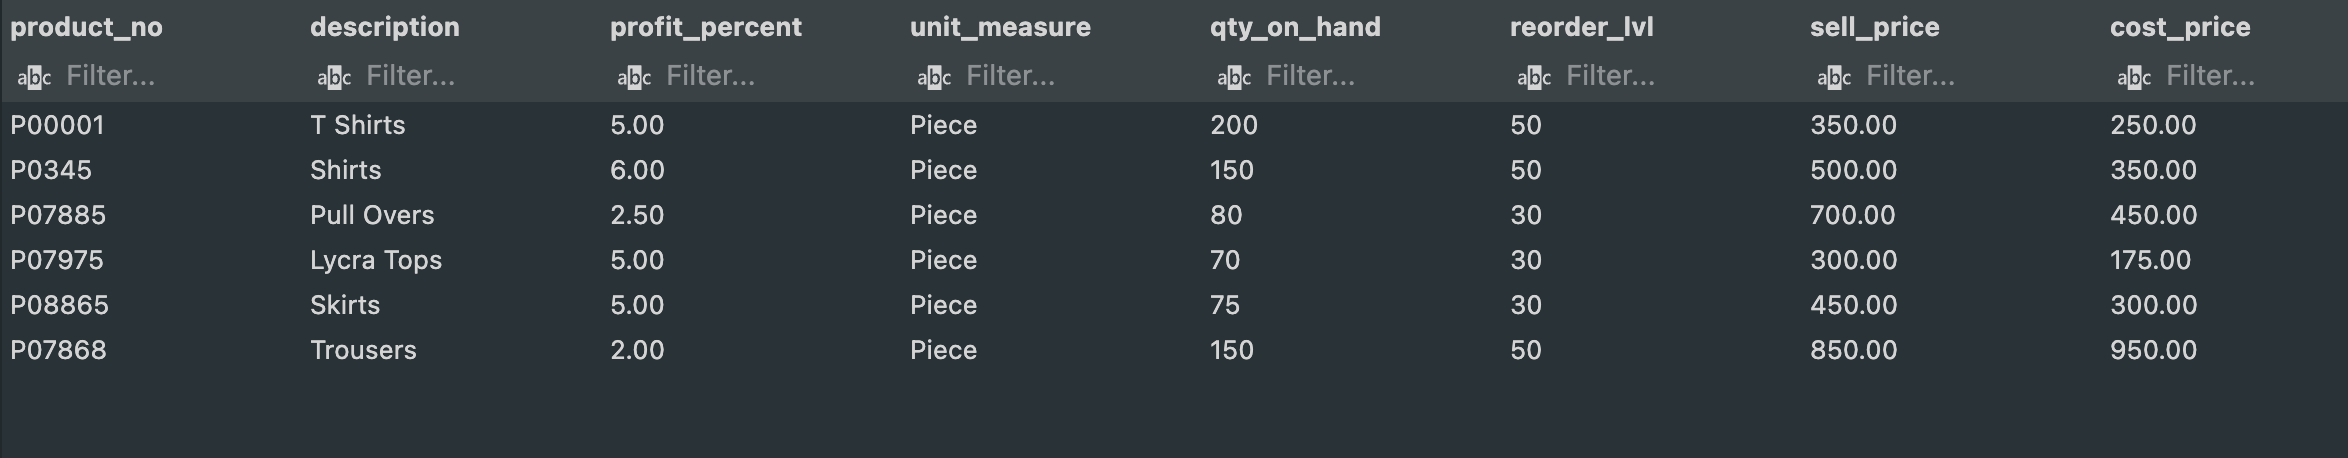 product_no description profit_percent unit_measure qty_on_hand reorder_lvl sell_price cost_price
abc Filter... abc Filter... abc Filter... abc Filter... abc Filter... abc Filter... abc Filter... abc Filter...
P00001 T Shirts 5.00 Piece 200 50 350.00 250.00
P0345 Shirts 6.00 Piece 150 50 500.00 350.00
P07885 Pull Overs 2.50 Piece 80 30 700.00 450.00
P07975 Lycra Tops 5.00 Piece 70 30 300.00 175.00
P08865 Skirts 5.00 Piece 75 30 450.00 300.00
P07868 Trousers 2.00 Piece 150 50 850.00 950.00